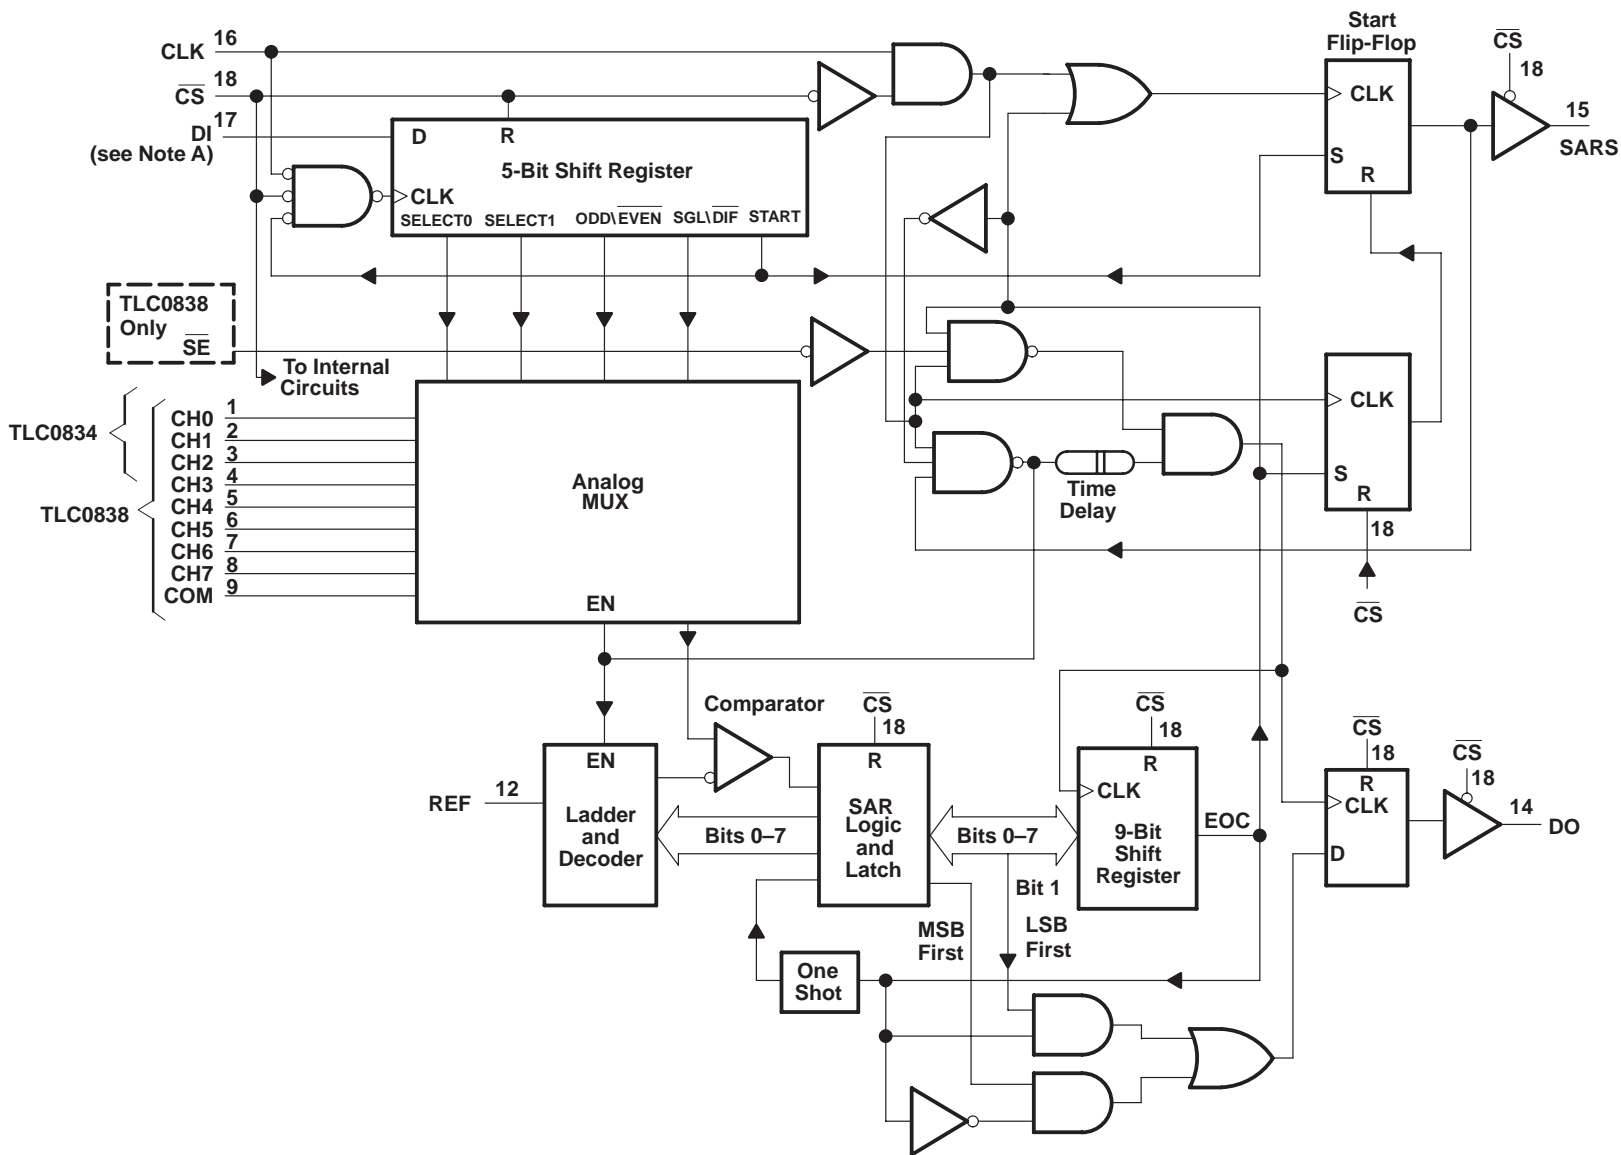 CLK 16
CS 18
DI 17
(see Note A)
D
R
5-Bit Shift Register
CLK
SELECT0 SELECT1 ODD\EVEN SGL\DIF START
Start
Flip-Flop
CLK
S
R
CS
18
15
SARS
TLC0838
Only
SE
To Internal
Circuits
TLC0834
TLC0838
CH0 1
CH1 2
CH2 3
CH3 4
CH4 5
CH5 6
CH6 7
CH7 8
COM 9
Analog
MUX
EN
Time
Delay
CLK
S
R
18
CS
Comparator
REF 12
EN
Ladder
and
Decoder
Bits 0–7
CS
18
R
SAR
Logic
and
Latch
Bits 0–7
CS
18
R
CLK
9-Bit
Shift
Register
EOC
CS
18
R
CLK
D
CS
18
14
DO
Bit 1
MSB
First
LSB
First
One
Shot